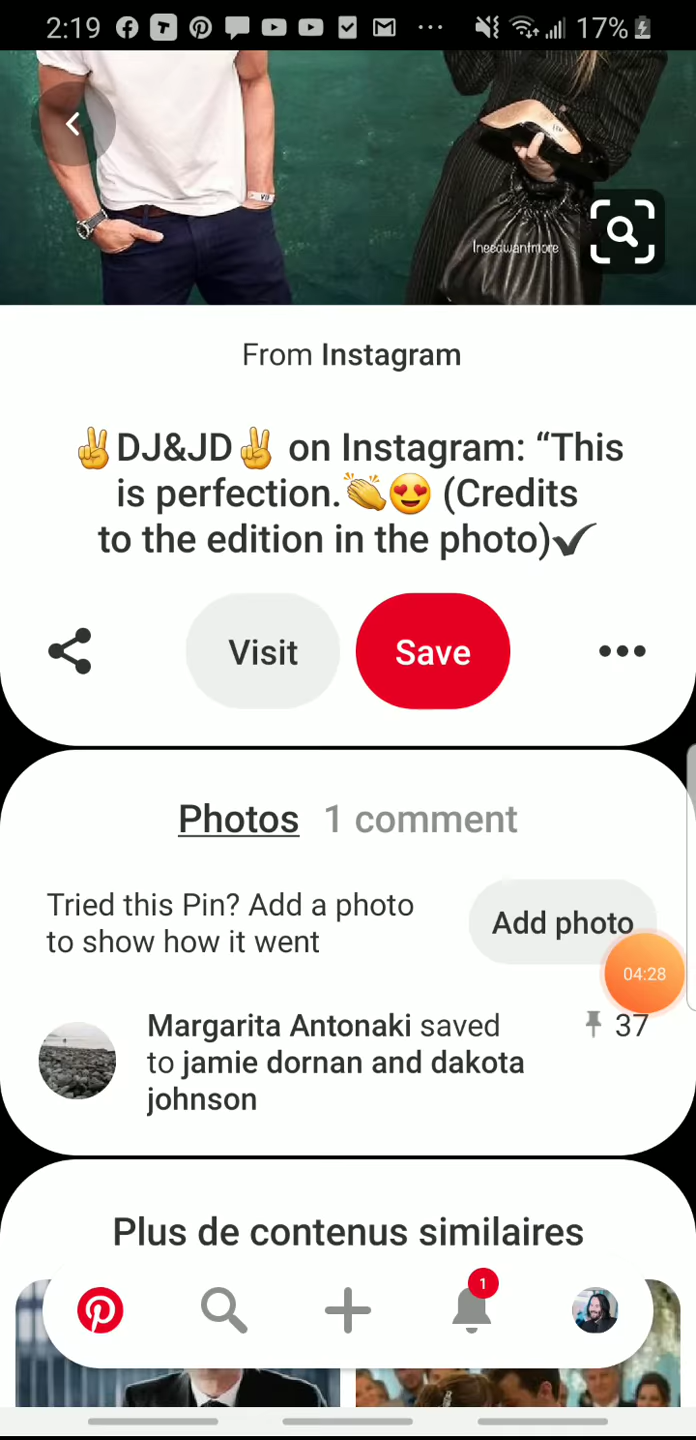 2:19
17%
Ineedwantmore
From Instagram
✌DJ&JD✌ on Instagram: “This
is perfection.👏😍 (Credits
to the edition in the photo)✔
Visit
Save
Photos 1 comment
Tried this Pin? Add a photo
to show how it went
Add photo
04:28
Margarita Antonaki saved
to jamie dornan and dakota
johnson
37
Plus de contenus similaires
1